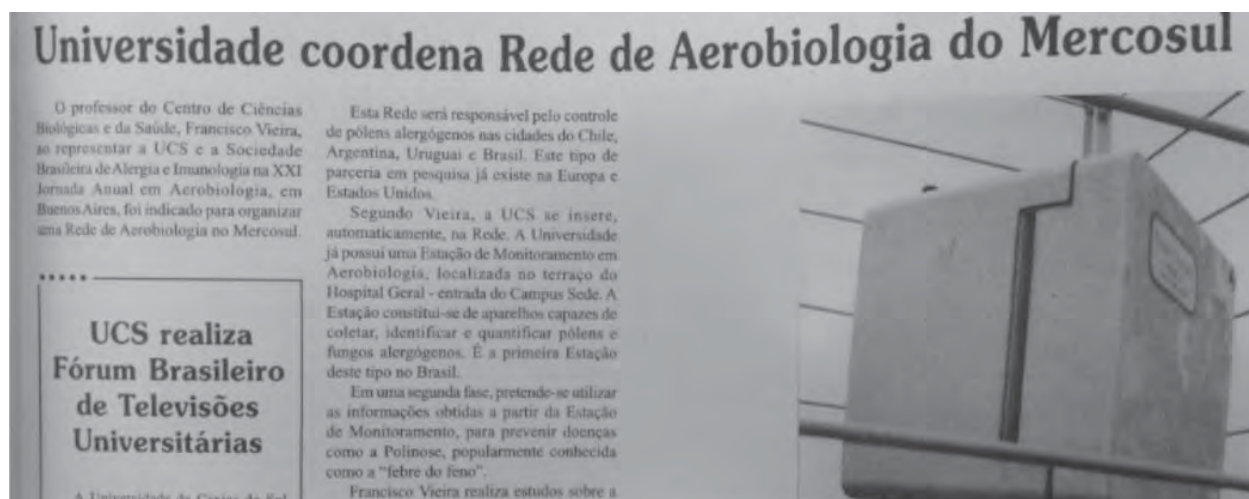 Universidade coordena Rede de Aerobiologia do Mercosul
O professor do Centro de Ciências
Biológicas e da Saúde, Francisco Vieira,
ao representar a UCS e a Sociedade
Brasileira de Alergia e Imunologia na XXI
Jornada Anual em Aerobiologia, em
Buenos Aires, foi indicado para organizar
uma Rede de Aerobiologia no Mercosul.
UCS realiza
Fórum Brasileiro
de Televisões
Universitárias
A Universidade de Caxias do Sul
Esta Rede será responsável pelo controle
de pólens alergógenos nas cidades do Chile,
Argentina, Uruguai e Brasil. Este tipo de
parceria em pesquisa já existe na Europa e
Estados Unidos.
Segundo Vieira, a UCS se insere,
automaticamente, na Rede. A Universidade
já possui uma Estação de Monitoramento em
Aerobiologia, localizada no terraço do
Hospital Geral - entrada do Campus Sede. A
Estação constitui-se de aparelhos capazes de
coletar, identificar e quantificar pólens e
fungos alergógenos. É a primeira Estação
deste tipo no Brasil.
Em uma segunda fase, pretende-se utilizar
as informações obtidas a partir da Estação
de Monitoramento, para prevenir doenças
como a Polinose, popularmente conhecida
como a "febre do feno".
Francisco Vieira realiza estudos sobre a